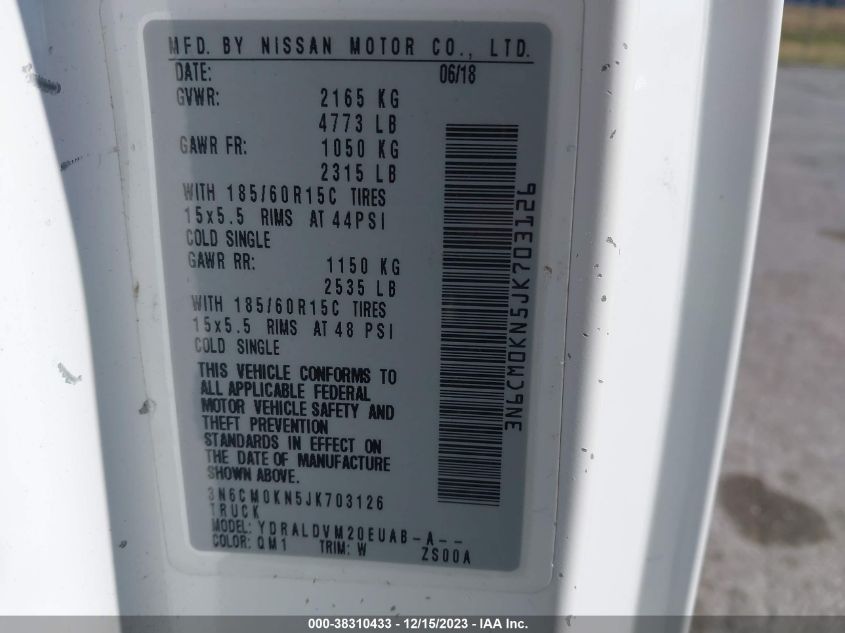 MFD. BY NISSAN MOTOR CO., LTD.
DATE: 06/18
GVWR: 2165 KG
4773 LB
GAWR FR: 1050 KG
2315 LB
WITH 185/60R15C TIRES
15x5.5 RIMS AT 44PSI
COLD SINGLE
GAWR RR: 1150 KG
2535 LB
WITH 185/60R15C TIRES
15x5.5 RIMS AT 48 PSI
COLD SINGLE
THIS VEHICLE CONFORMS TO
ALL APPLICABLE FEDERAL
MOTOR VEHICLE SAFETY AND
THEFT PREVENTION
STANDARDS IN EFFECT ON
THE DATE OF MANUFACTURE
SHOWN ABOVE.
3N6CM0KN5JK703126
TRUCK
MODEL: YDRALDVM20EUAB-A--
COLOR: QM1 TRIM: W ZS00A
3N6CM0KN5JK703126
000-38310433 - 12/15/2023 - IAA Inc.